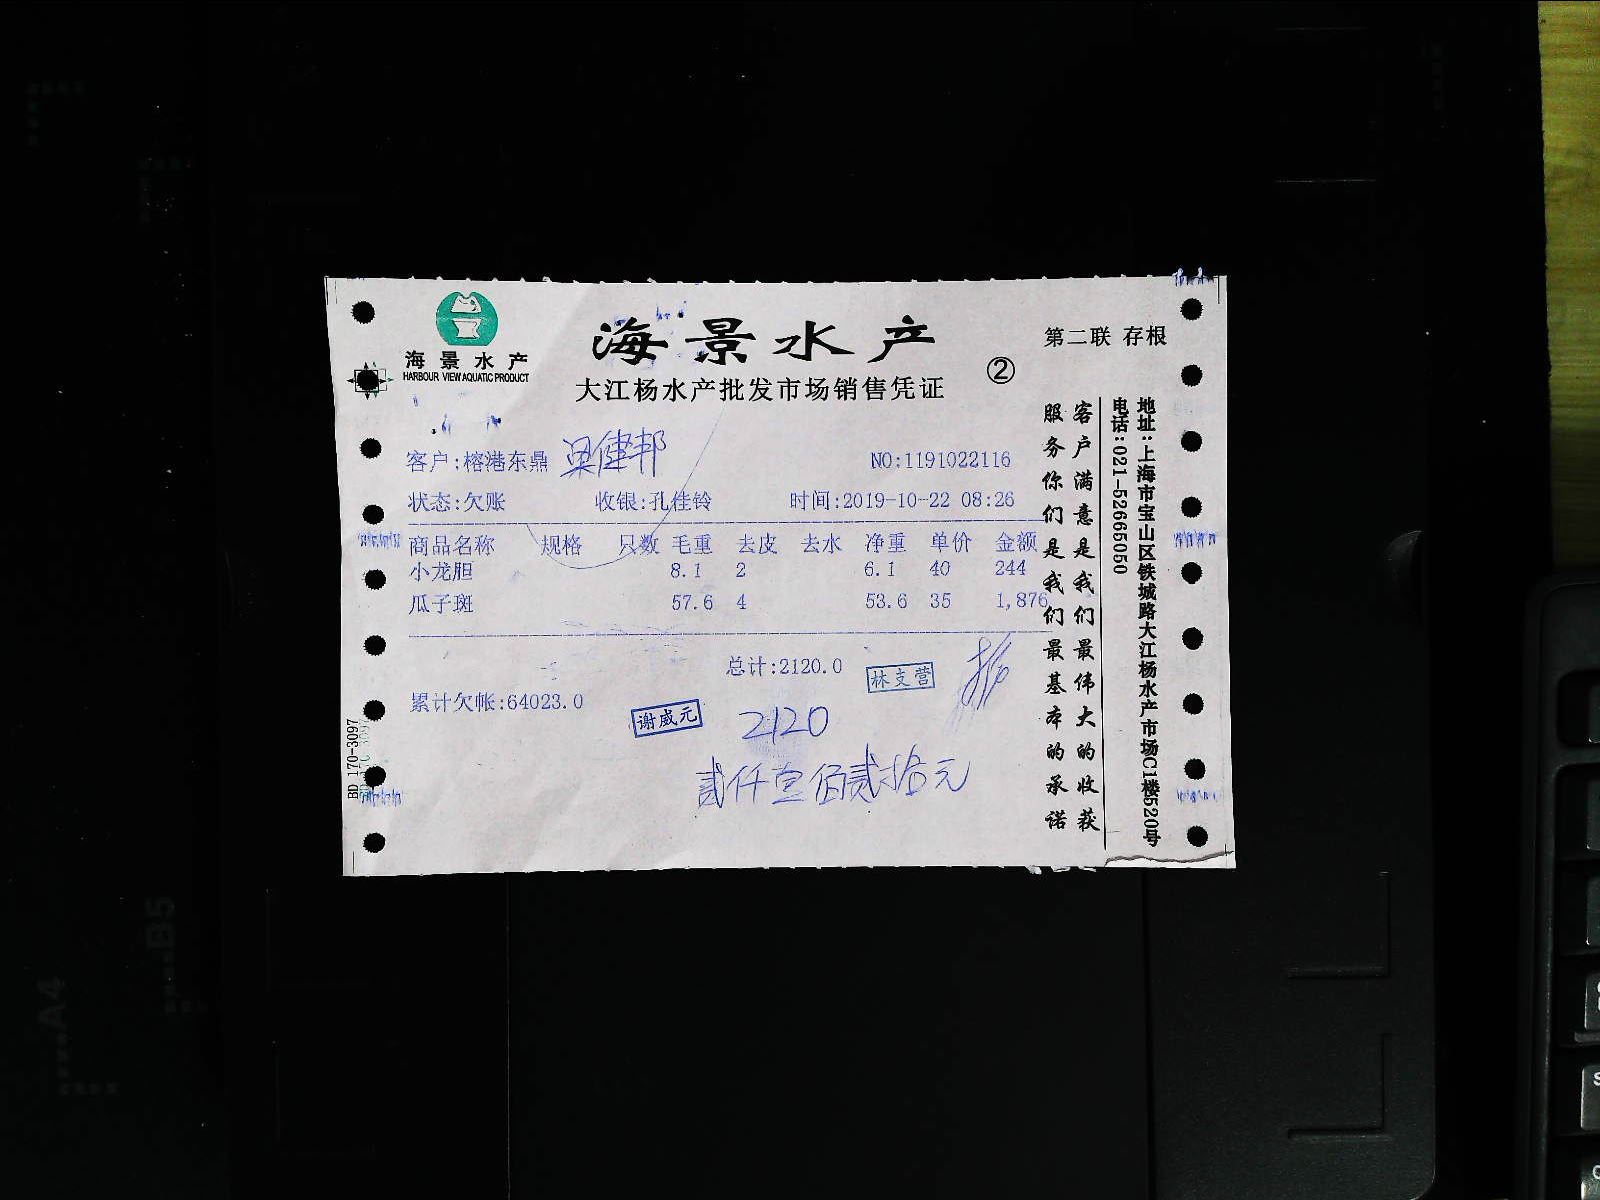 海景水产
HARBOUR VIEW AQUATIC PRODUCT
海景水产
大江杨水产批发市场销售凭证
②
第二联 存根
客户:榕港东鼎 梁健邦
NO:1191022116
状态:欠账 收银:孔佳铃 时间:2019-10-22 08:26
商品名称 规格 只数 毛重 去皮 去水 净重 单价 金额
小龙胆 8.1 2 6.1 40 244
瓜子斑 57.6 4 53.6 35 1,876
总计:2120.0
林支营
累计欠帐:64023.0
谢威元
2120
贰仟壹佰贰拾元
客户满意是我们最伟大的收获
服务你们是我们最基本的承诺
地址:上海市宝山区铁城路大江杨水产市场C1楼520号
电话:021-52665050
BD 170-3097
B5
A4